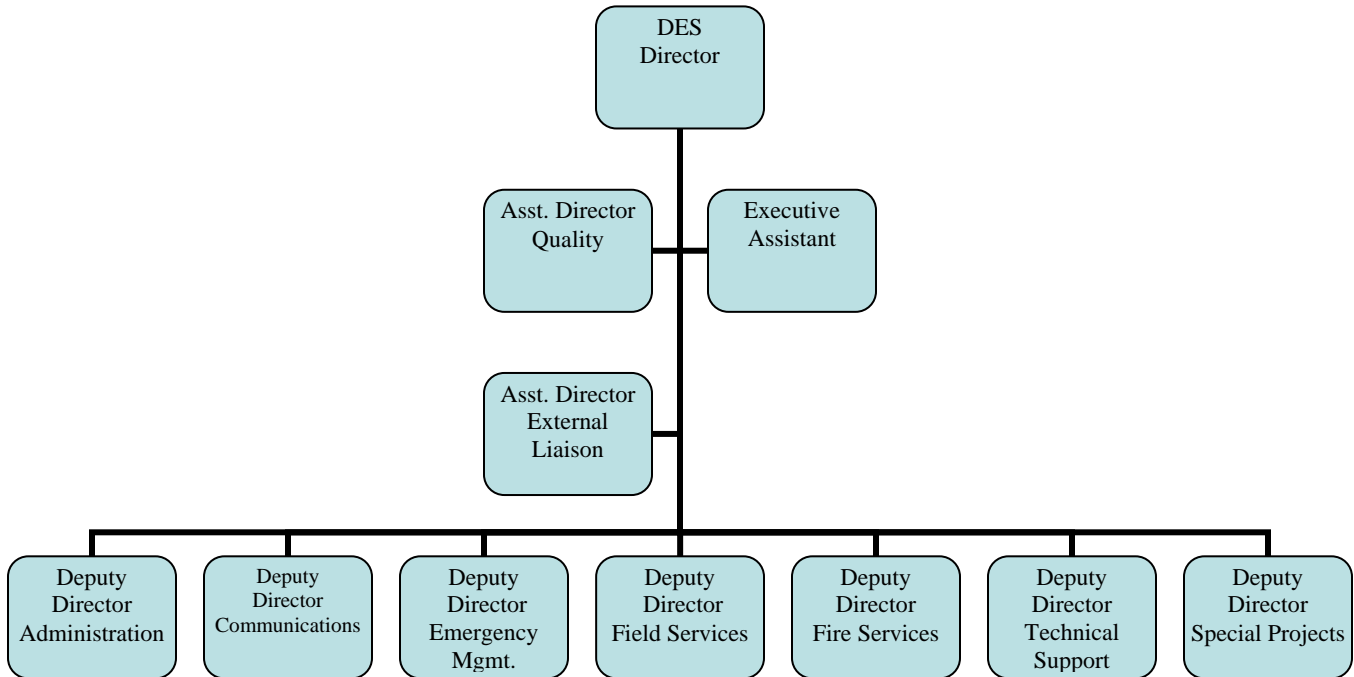 DES
Director
Asst. Director
Quality
Executive
Assistant
Asst. Director
External
Liaison
Deputy
Director
Administration
Deputy
Director
Communications
Deputy
Director
Emergency
Mgmt.
Deputy
Director
Field Services
Deputy
Director
Fire Services
Deputy
Director
Technical
Support
Deputy
Director
Special Projects